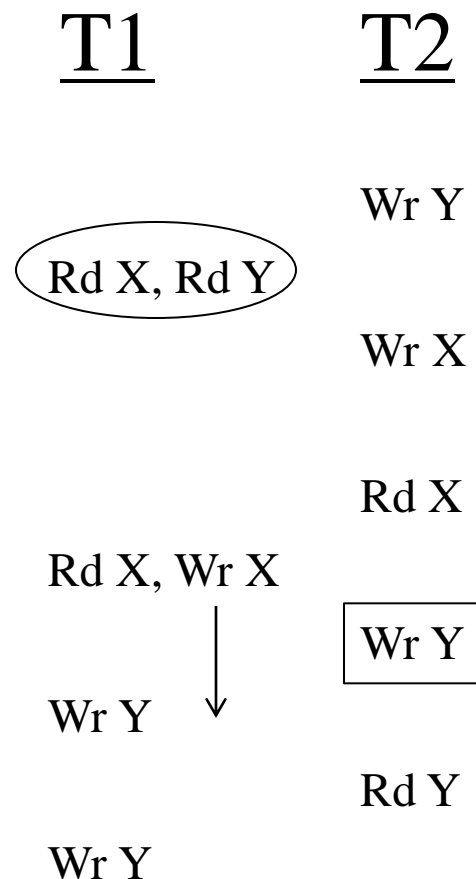 T1 T2
Wr Y
Rd X, Rd Y
Wr X
Rd X
Rd X, Wr X
Wr Y
Wr Y
Rd Y
Wr Y